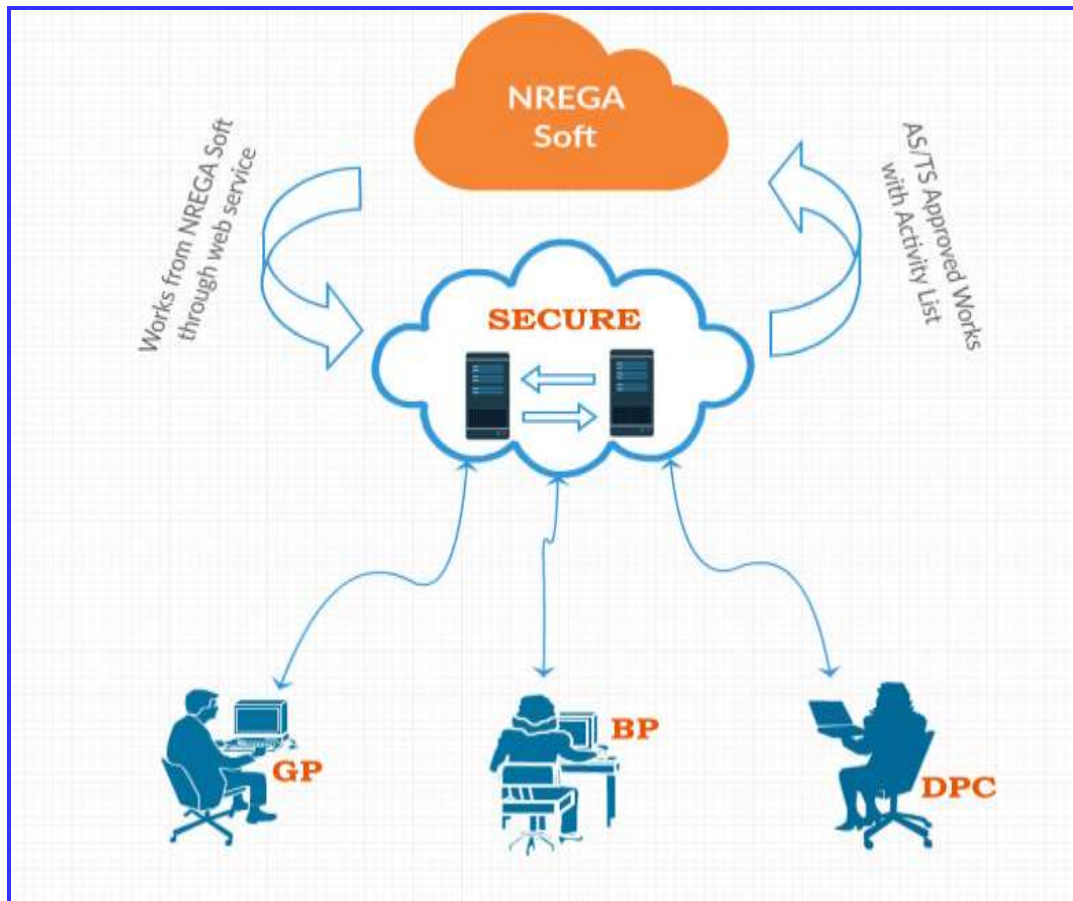 NREGA
Soft
Works from NREGA Soft
through web service
AS/TS Approved Works
with Activity List
SECURE
GP
BP
DPC